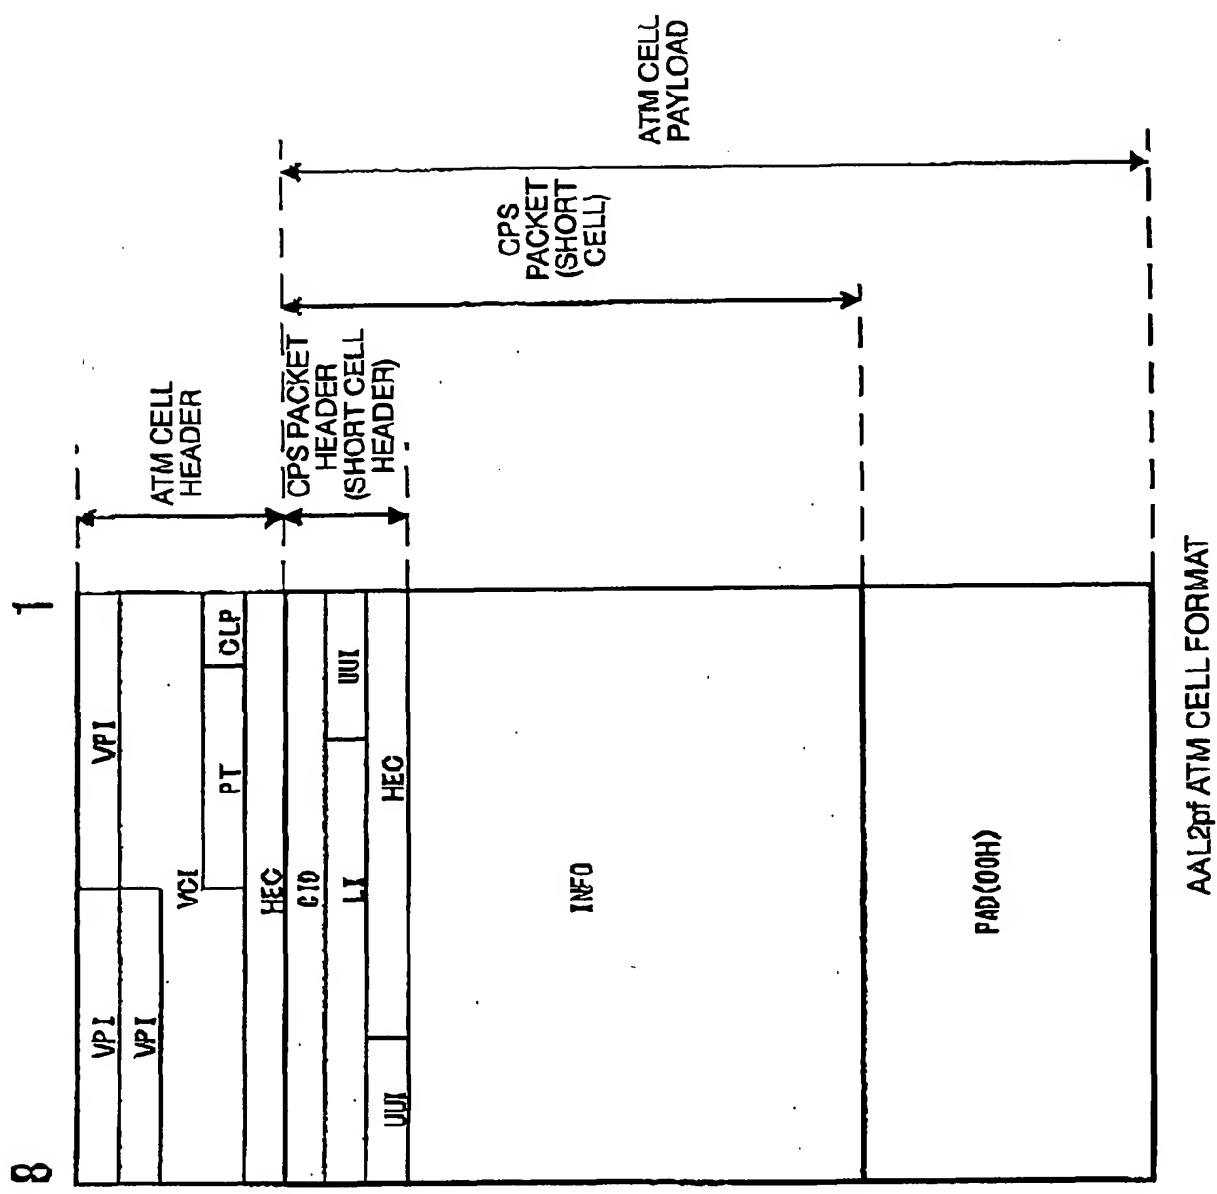 8
1
VPI
VPI
VPI
VCI
PT
CLP
HEC
CID
LI
UUI
UUI
HEC
INFO
PAD(00H)
ATM CELL
HEADER
CPS PACKET
HEADER
(SHORT CELL
HEADER)
CPS
PACKET
(SHORT
CELL)
ATM CELL
PAYLOAD
AAL2pf ATM CELL FORMAT